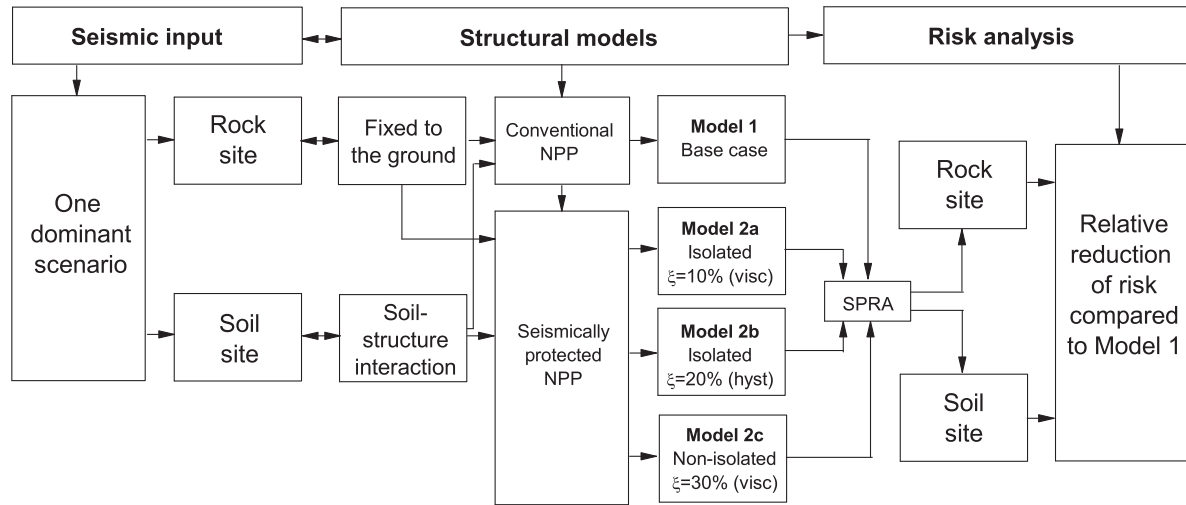 Seismic input
Structural models
Risk analysis
One
dominant
scenario
Rock
site
Soil
site
Fixed to
the ground
Soil-
structure
interaction
Conventional
NPP
Seismically
protected
NPP
Model 1
Base case
Model 2a
Isolated
ξ=10% (visc)
Model 2b
Isolated
ξ=20% (hyst)
Model 2c
Non-isolated
ξ=30% (visc)
SPRA
Rock
site
Soil
site
Relative
reduction
of risk
compared
to Model 1